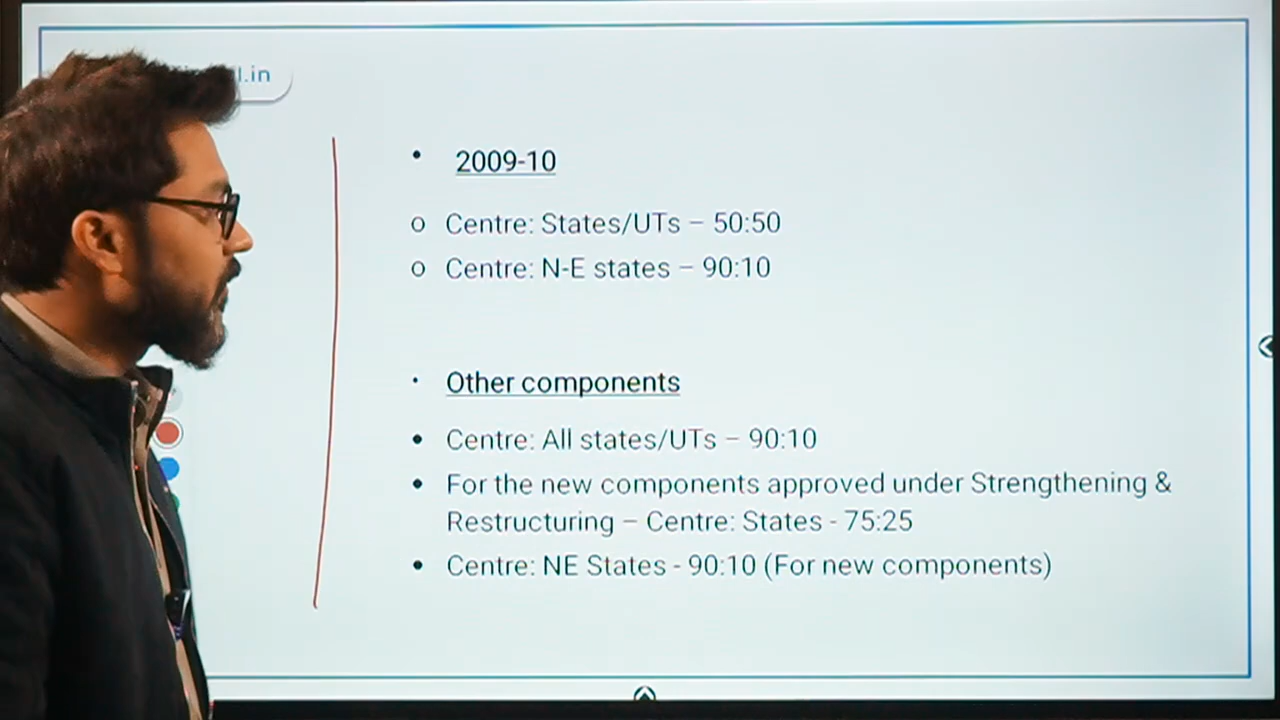 l.in
• 2009-10
o Centre: States/UTs – 50:50
o Centre: N-E states – 90:10
• Other components
• Centre: All states/UTs – 90:10
• For the new components approved under Strengthening &
Restructuring – Centre: States - 75:25
• Centre: NE States - 90:10 (For new components)